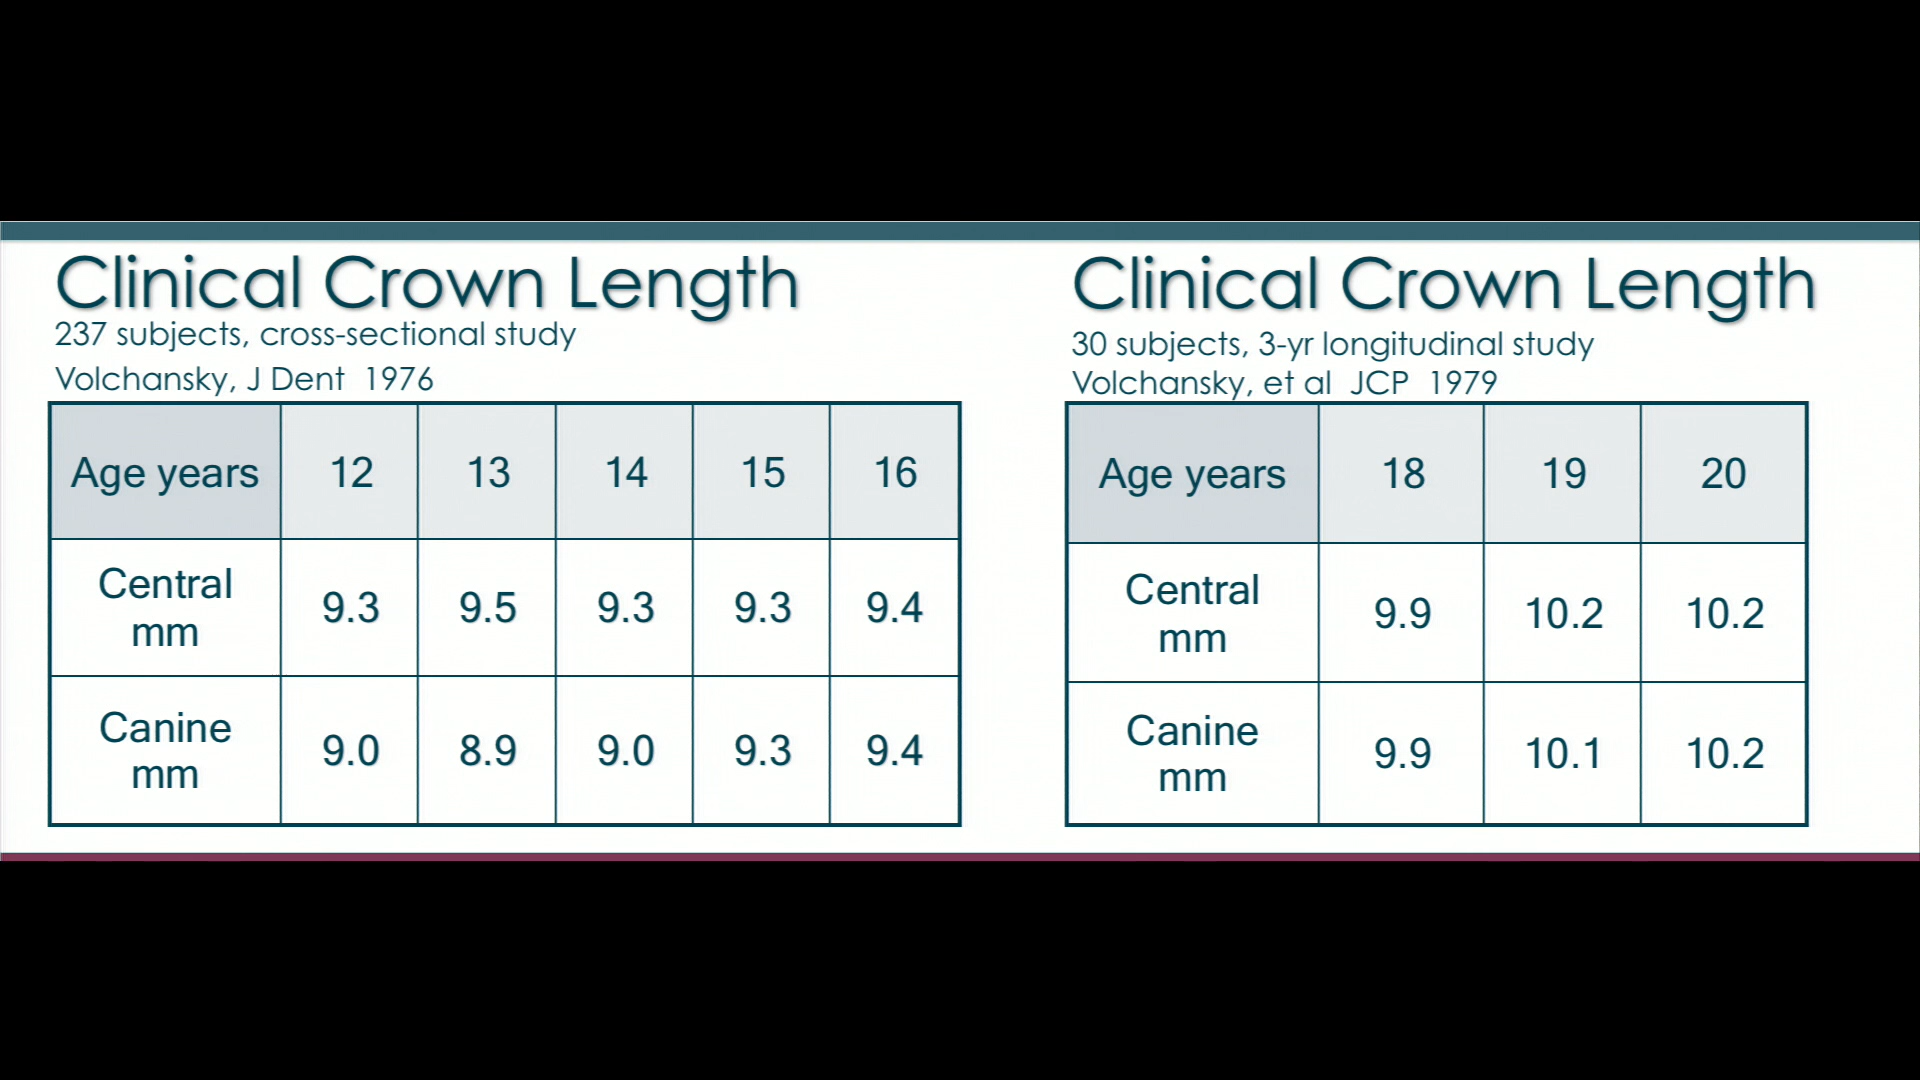 Clinical Crown Length
237 subjects, cross-sectional study
Volchansky, J Dent 1976
Age years 12 13 14 15 16
Central mm 9.3 9.5 9.3 9.3 9.4
Canine mm 9.0 8.9 9.0 9.3 9.4
Clinical Crown Length
30 subjects, 3-yr longitudinal study
Volchansky, et al JCP 1979
Age years 18 19 20
Central mm 9.9 10.2 10.2
Canine mm 9.9 10.1 10.2